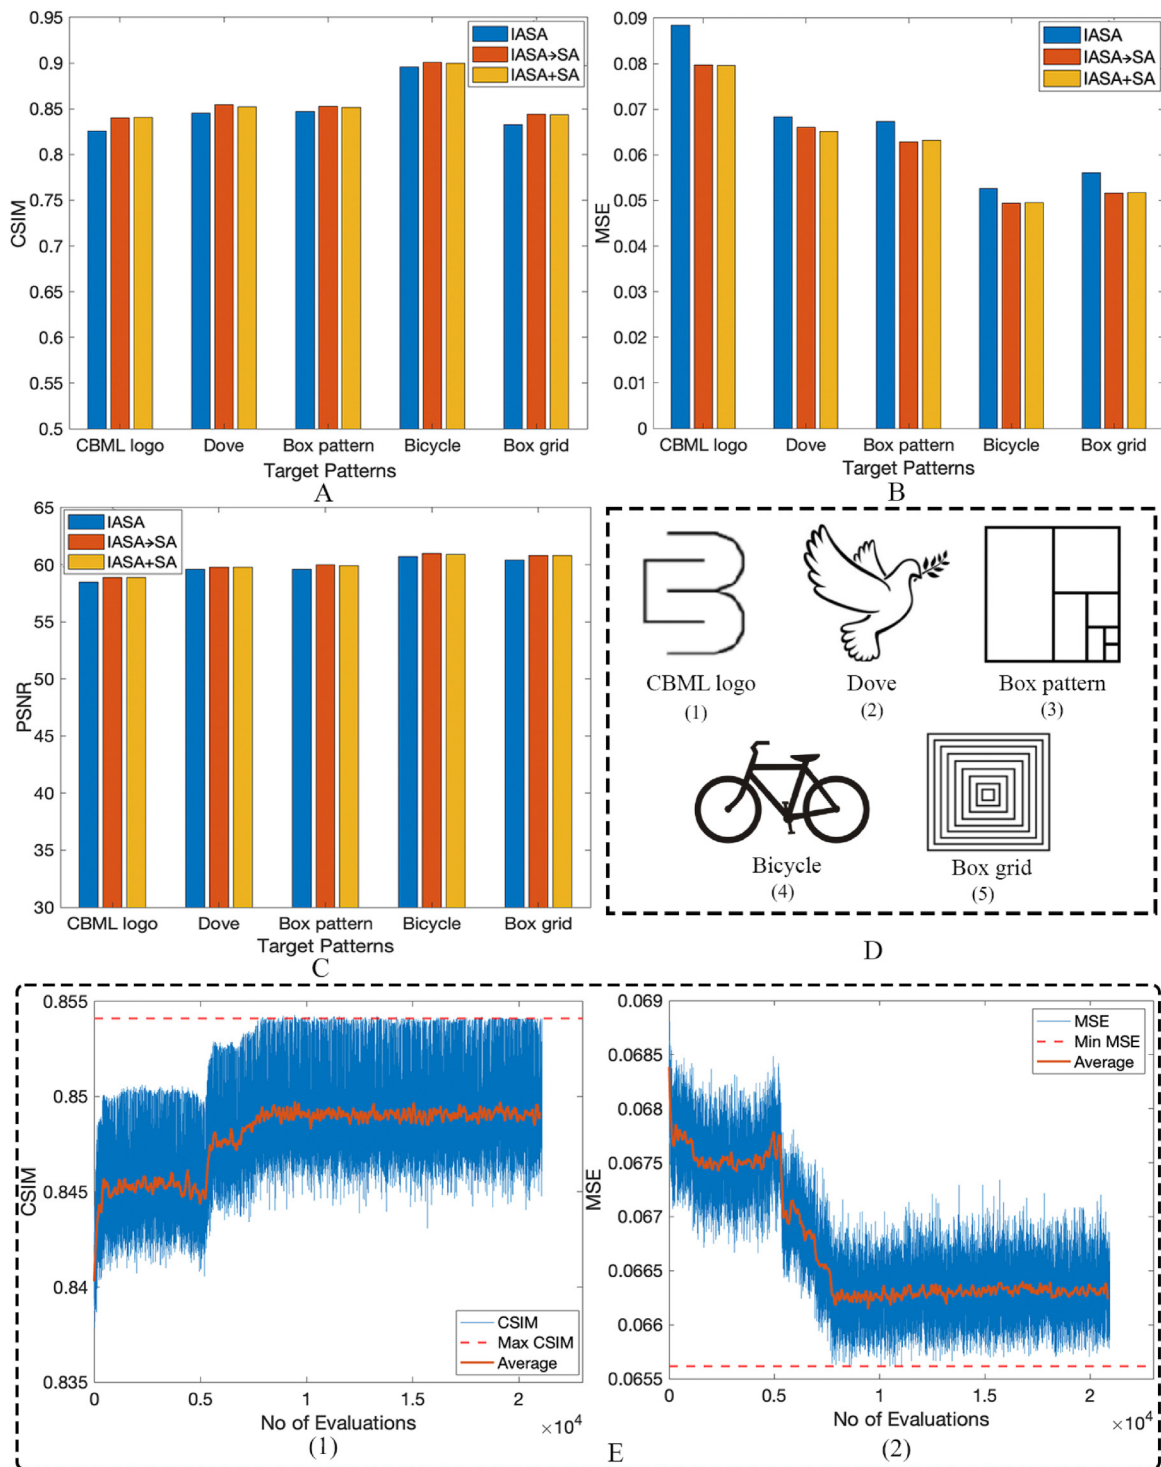 0.95
0.9
0.85
0.8
0.75
0.7
0.65
0.6
0.55
0.5
CSIM
IASA
IASA→SA
IASA+SA
CBML logo Dove Box pattern Bicycle Box grid
Target Patterns
A
0.09
0.08
0.07
0.06
0.05
0.04
0.03
0.02
0.01
0
MSE
IASA
IASA→SA
IASA+SA
CBML logo Dove Box pattern Bicycle Box grid
Target Patterns
B
65
60
55
50
45
40
35
30
PSNR
IASA
IASA→SA
IASA+SA
CBML logo Dove Box pattern Bicycle Box grid
Target Patterns
C
CBML logo Dove Box pattern
(1) (2) (3)
Bicycle Box grid
(4) (5)
D
0.855
0.85
0.845
0.84
0.835
CSIM
CSIM
Max CSIM
Average
0 0.5 1 1.5 2
No of Evaluations ×10⁴
(1)
0.069
0.0685
0.068
0.0675
0.067
0.0665
0.066
0.0655
MSE
MSE
Min MSE
Average
0 0.5 1 1.5 2
No of Evaluations ×10⁴
(2)
E